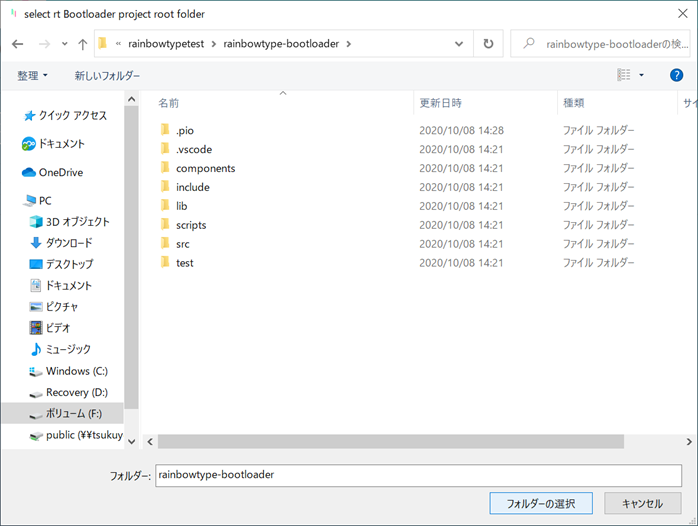 select rt Bootloader project root folder
« rainbowtypetest › rainbowtype-bootloader ›
rainbowtype-bootloaderの検...
整理 新しいフォルダー
名前 更新日時 種類 サイ
クイック アクセス
ドキュメント
OneDrive
PC
3D オブジェクト
ダウンロード
デスクトップ
ドキュメント
ピクチャ
ビデオ
ミュージック
Windows (C:)
Recovery (D:)
ボリューム (F:)
public (¥¥tsukuy
.pio 2020/10/08 14:28 ファイル フォルダー
.vscode 2020/10/08 14:21 ファイル フォルダー
components 2020/10/08 14:21 ファイル フォルダー
include 2020/10/08 14:21 ファイル フォルダー
lib 2020/10/08 14:21 ファイル フォルダー
scripts 2020/10/08 14:21 ファイル フォルダー
src 2020/10/08 14:21 ファイル フォルダー
test 2020/10/08 14:21 ファイル フォルダー
フォルダー: rainbowtype-bootloader
フォルダーの選択 キャンセル